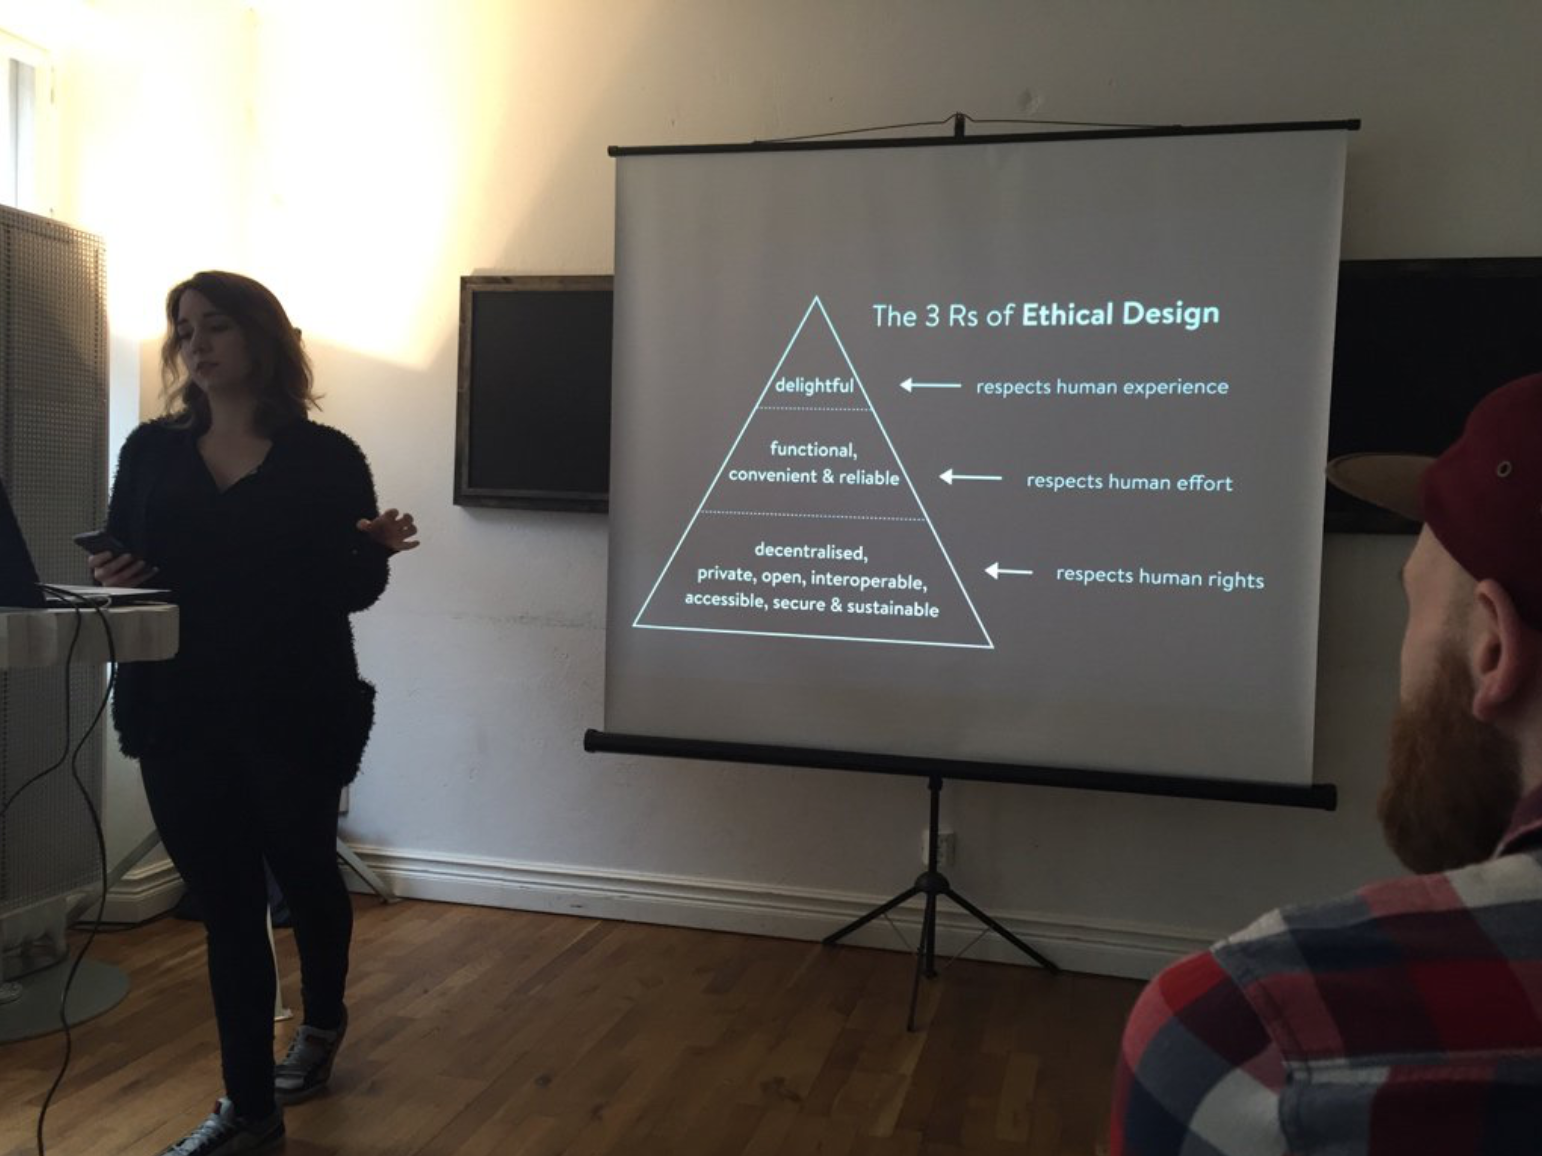 The 3 Rs of Ethical Design
delightful
respects human experience
functional,
convenient & reliable
respects human effort
decentralised,
private, open, interoperable,
accessible, secure & sustainable
respects human rights